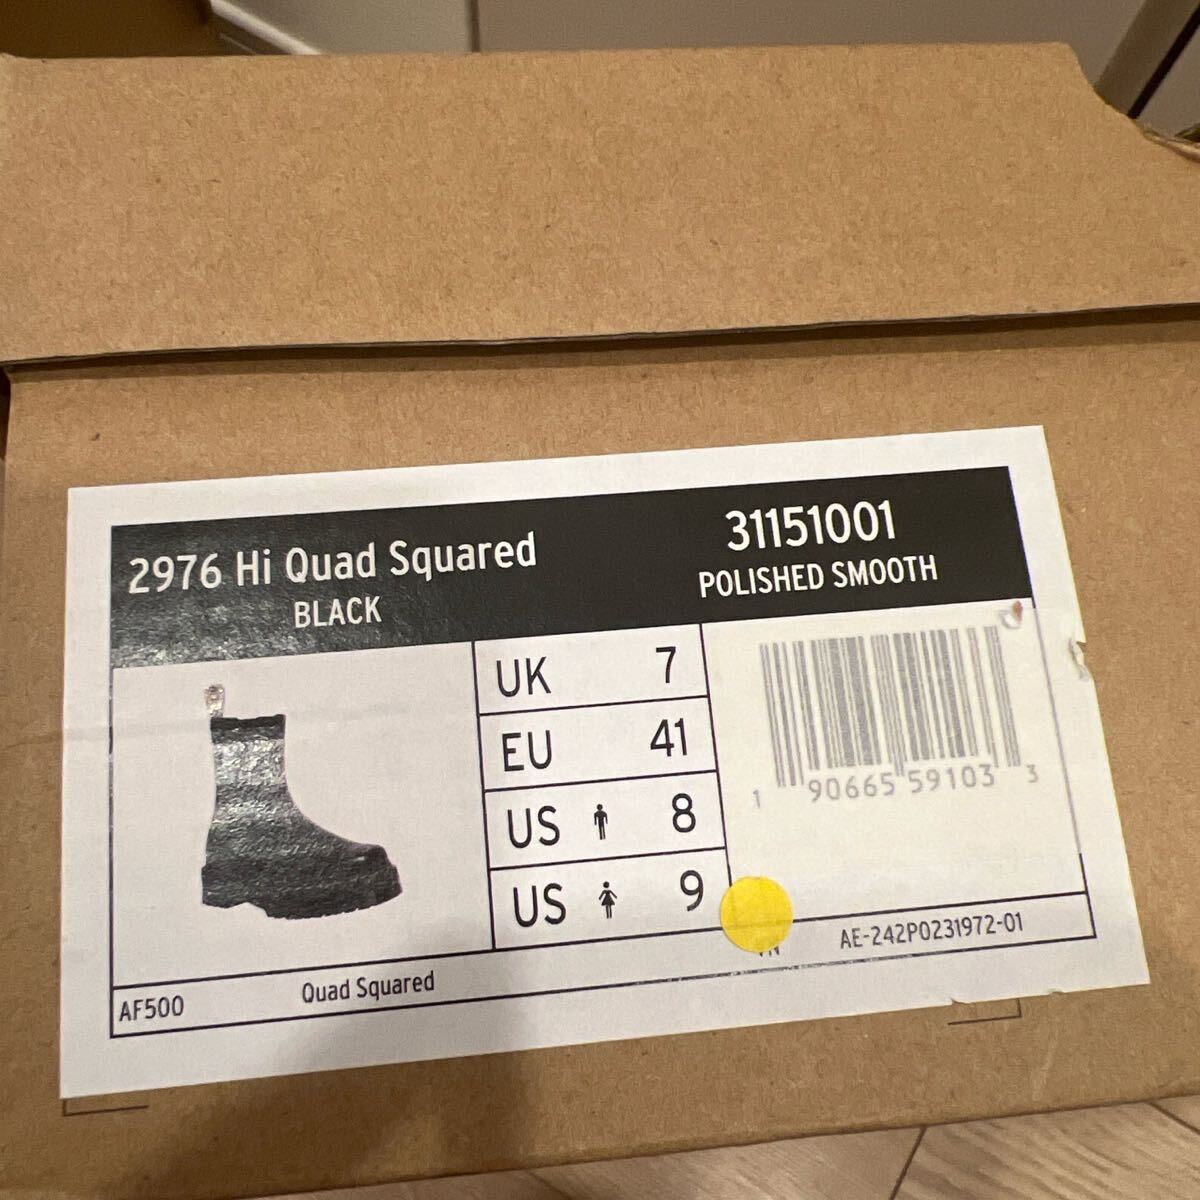 2976 Hi Quad Squared
BLACK
31151001
POLISHED SMOOTH
UK 7
EU 41
US 8
US 9
1 90665 59103 3
AF500
Quad Squared
AE-242P0231972-01